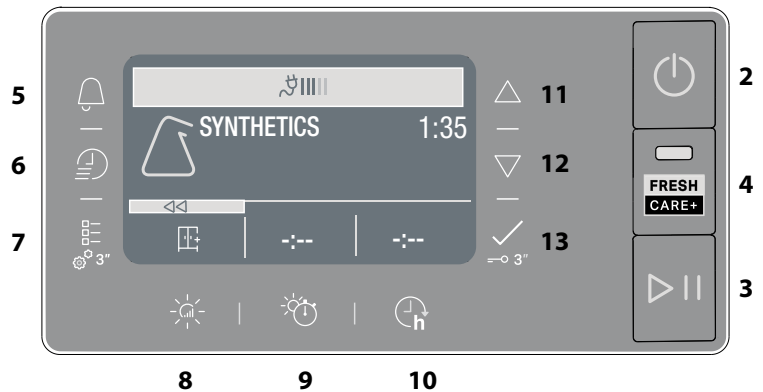 2
5
11
SYNTHETICS 1:35
6
12
4
FRESH
CARE+
7
3"
-:-- -:--
13
3"
3
h
8 9 10